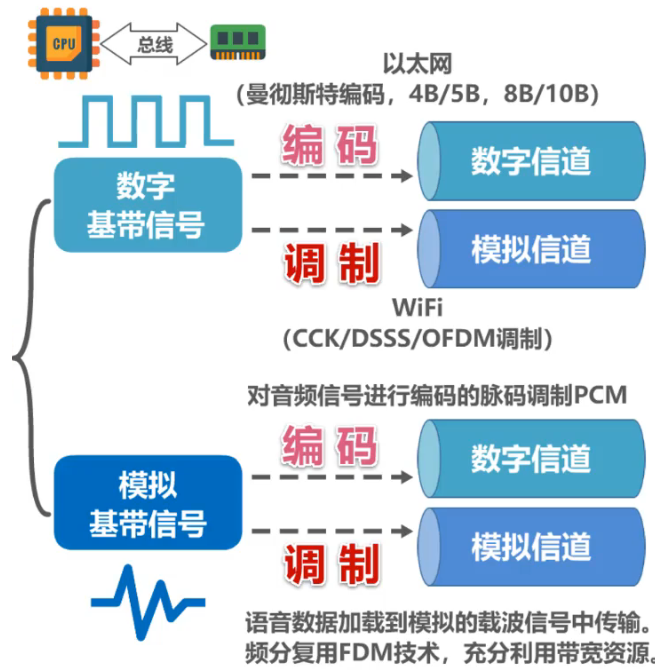 CPU
总线
以太网
（曼彻斯特编码，4B/5B，8B/10B）
编码
数字
基带信号
数字信道
模拟信道
调制
WiFi
（CCK/DSSS/OFDM调制）
对音频信号进行编码的脉码调制PCM
编码
模拟
基带信号
数字信道
模拟信道
调制
语音数据加载到模拟的载波信号中传输。
频分复用FDM技术，充分利用带宽资源。